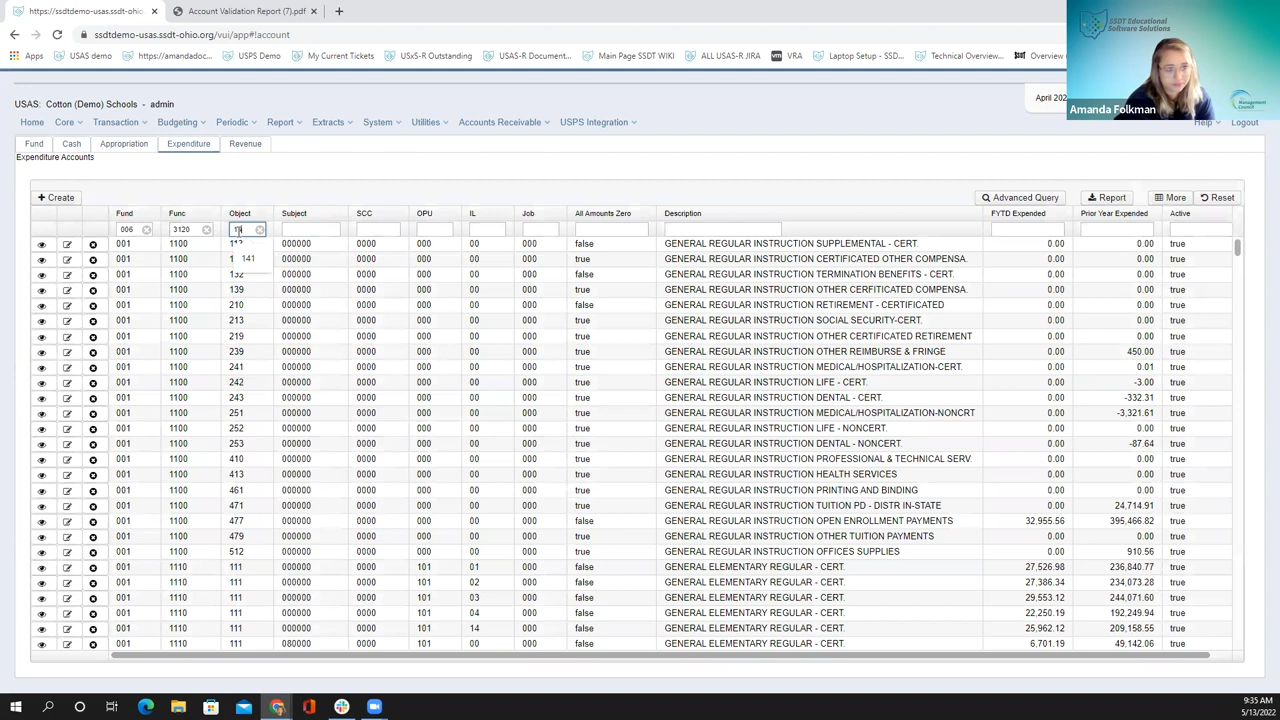 https://ssdtdemo-usas.ssdt-ohio.org
Account Validation Report (7).pdf
ssdtdemo-usas.ssdt-ohio.org/vui/app#!account
Apps USAS demo https://amandadoc... USPS Demo My Current Tickets USxS-R Outstanding USAS-R Document... Main Page SSDT WIKI ALL USAS-R JIRA VRA Laptop Setup - SSD... Technical Overview... Overview
SSDT Educational
Software Solutions
Amanda Folkman
Management
Council
USAS: Cotton (Demo) Schools - admin
April 202
Home Core Transaction Budgeting Periodic Report Extracts System Utilities Accounts Receivable USPS Integration Help Logout
Fund Cash Appropriation Expenditure Revenue
Expenditure Accounts
Create Advanced Query Report More Reset
Fund Func Object Subject SCC OPU IL Job All Amounts Zero Description FYTD Expended Prior Year Expended Active
006 3120
001 1100 000000 0000 000 00 000 false GENERAL REGULAR INSTRUCTION SUPPLEMENTAL - CERT. 0.00 0.00 true
001 1100 141 000000 0000 000 00 000 true GENERAL REGULAR INSTRUCTION CERTIFICATED OTHER COMPENSA. 0.00 0.00 true
001 1100 132 000000 0000 000 00 000 false GENERAL REGULAR INSTRUCTION TERMINATION BENEFITS - CERT. 0.00 0.00 true
001 1100 139 000000 0000 000 00 000 true GENERAL REGULAR INSTRUCTION OTHER CERFITICATED COMPENSA. 0.00 0.00 true
001 1100 210 000000 0000 000 00 000 false GENERAL REGULAR INSTRUCTION RETIREMENT - CERTIFICATED 0.00 0.00 true
001 1100 213 000000 0000 000 00 000 true GENERAL REGULAR INSTRUCTION SOCIAL SECURITY-CERT. 0.00 0.00 true
001 1100 219 000000 0000 000 00 000 true GENERAL REGULAR INSTRUCTION OTHER CERTIFICATED RETIREMENT 0.00 0.00 true
001 1100 239 000000 0000 000 00 000 true GENERAL REGULAR INSTRUCTION OTHER REIMBURSE & FRINGE 0.00 450.00 true
001 1100 241 000000 0000 000 00 000 true GENERAL REGULAR INSTRUCTION MEDICAL/HOSPITALIZATION-CERT. 0.00 0.01 true
001 1100 242 000000 0000 000 00 000 true GENERAL REGULAR INSTRUCTION LIFE - CERT. 0.00 -3.00 true
001 1100 243 000000 0000 000 00 000 true GENERAL REGULAR INSTRUCTION DENTAL - CERT. 0.00 -332.31 true
001 1100 251 000000 0000 000 00 000 true GENERAL REGULAR INSTRUCTION MEDICAL/HOSPITALIZATION-NONCRT 0.00 -3,321.61 true
001 1100 252 000000 0000 000 00 000 true GENERAL REGULAR INSTRUCTION LIFE - NONCERT. 0.00 0.00 true
001 1100 253 000000 0000 000 00 000 true GENERAL REGULAR INSTRUCTION DENTAL - NONCERT. 0.00 -87.64 true
001 1100 410 000000 0000 000 00 000 true GENERAL REGULAR INSTRUCTION PROFESSIONAL & TECHNICAL SERV. 0.00 0.00 true
001 1100 413 000000 0000 000 00 000 true GENERAL REGULAR INSTRUCTION HEALTH SERVICES 0.00 0.00 true
001 1100 461 000000 0000 000 00 000 true GENERAL REGULAR INSTRUCTION PRINTING AND BINDING 0.00 0.00 true
001 1100 471 000000 0000 000 00 000 true GENERAL REGULAR INSTRUCTION TUITION PD - DISTR IN-STATE 0.00 24,714.91 true
001 1100 477 000000 0000 000 00 000 false GENERAL REGULAR INSTRUCTION OPEN ENROLLMENT PAYMENTS 32,955.56 395,466.82 true
001 1100 479 000000 0000 000 00 000 true GENERAL REGULAR INSTRUCTION OTHER TUITION PAYMENTS 0.00 0.00 true
001 1100 512 000000 0000 000 00 000 true GENERAL REGULAR INSTRUCTION OFFICES SUPPLIES 0.00 910.56 true
001 1110 111 000000 0000 101 01 000 false GENERAL ELEMENTARY REGULAR - CERT. 27,526.98 236,840.77 true
001 1110 111 000000 0000 101 02 000 false GENERAL ELEMENTARY REGULAR - CERT. 27,386.34 234,073.28 true
001 1110 111 000000 0000 101 03 000 false GENERAL ELEMENTARY REGULAR - CERT. 29,553.12 244,071.60 true
001 1110 111 000000 0000 101 04 000 false GENERAL ELEMENTARY REGULAR - CERT. 22,250.19 192,249.94 true
001 1110 111 000000 0000 101 14 000 false GENERAL ELEMENTARY REGULAR - CERT. 25,962.12 209,158.55 true
001 1110 111 080000 0000 101 00 000 false GENERAL ELEMENTARY REGULAR - CERT. 6,701.19 49,142.06 true
9:35 AM
5/13/2022